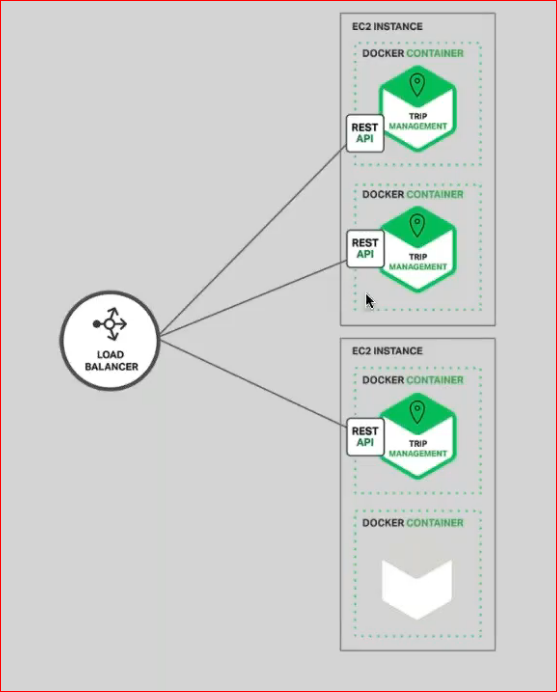 EC2 INSTANCE
DOCKER CONTAINER
TRIP
MANAGEMENT
REST
API
DOCKER CONTAINER
TRIP
MANAGEMENT
REST
API
LOAD
BALANCER
EC2 INSTANCE
DOCKER CONTAINER
TRIP
MANAGEMENT
REST
API
DOCKER CONTAINER